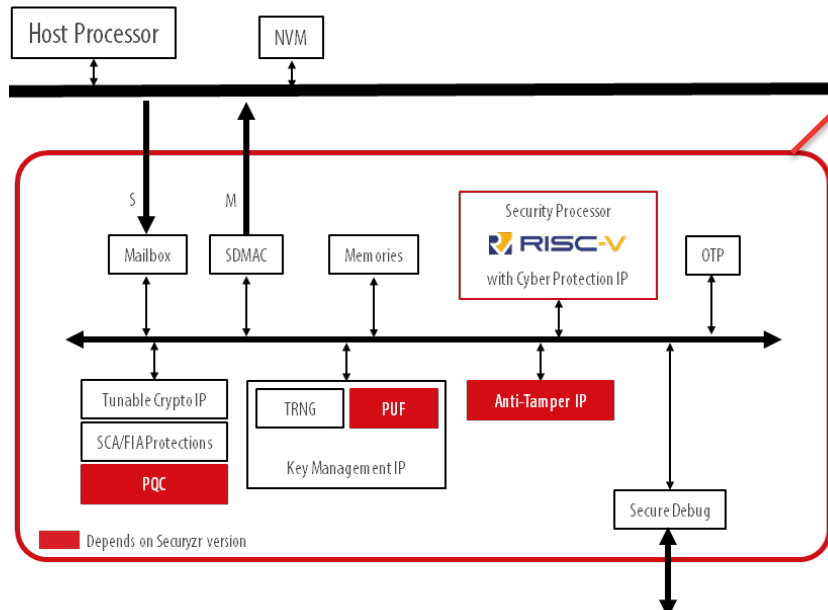 Host Processor
NVM
S
M
Security Processor
RISC-V
with Cyber Protection IP
Mailbox
SDMAC
Memories
OTP
Tunable Crypto IP
SCA/FIA Protections
PQC
TRNG
PUF
Key Management IP
Anti-Tamper IP
Secure Debug
Depends on Securyzr version